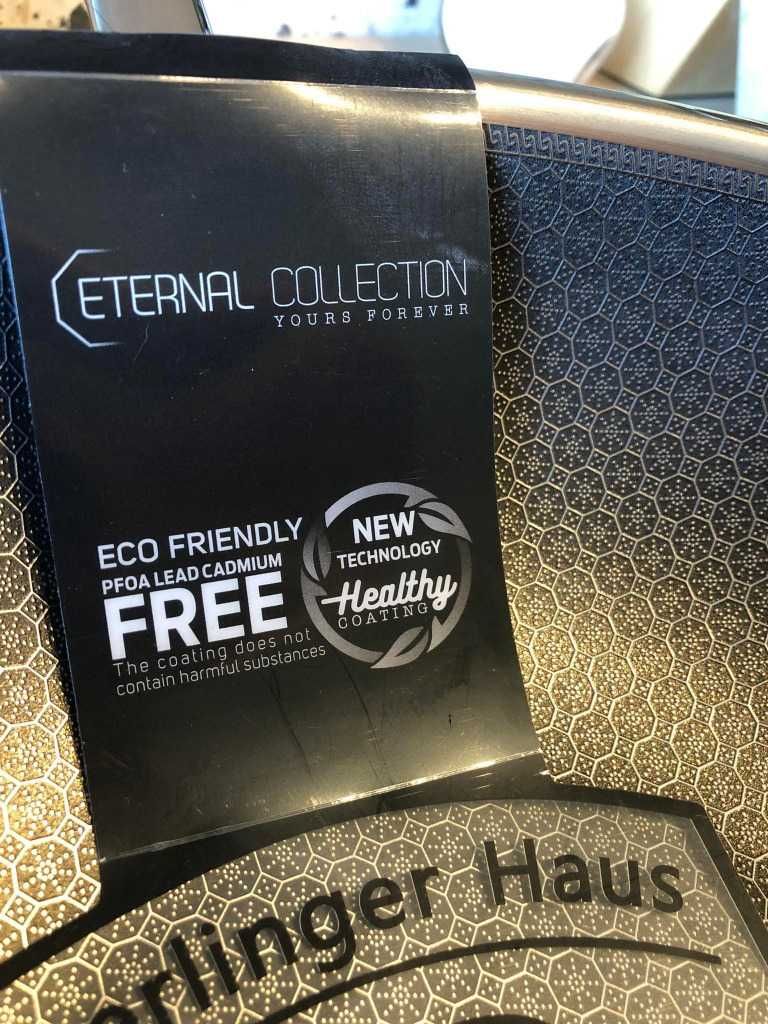 ETERNAL COLLECTION
YOURS FOREVER
ECO FRIENDLY
PFOA LEAD CADMIUM
FREE
The coating does not
contain harmful substances
NEW
TECHNOLOGY
Healthy
COATING
erlinger Haus